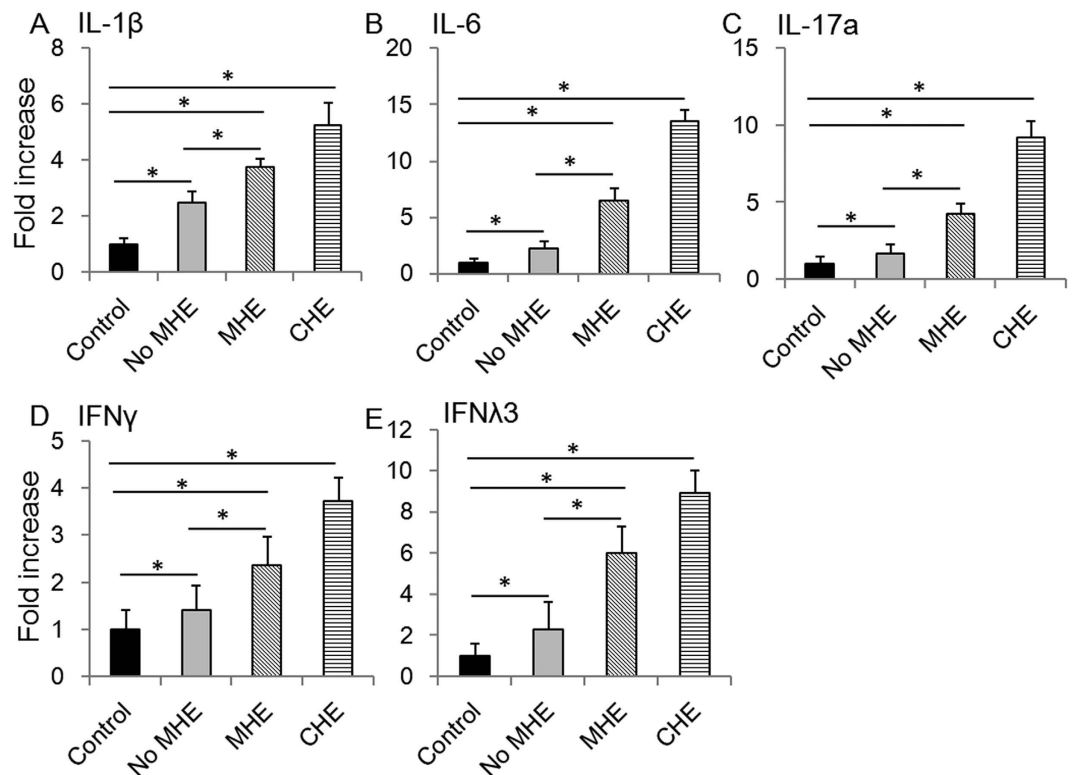 A IL-1β
8
6
4
2
0
Fold increase
*
*
*
*
Control
No MHE
MHE
CHE
B IL-6
20
15
10
5
0
*
*
*
*
Control
No MHE
MHE
CHE
C IL-17a
15
10
5
0
*
*
*
*
Control
No MHE
MHE
CHE
D IFNγ
5
4
3
2
1
0
Fold increase
*
*
*
*
Control
No MHE
MHE
CHE
E IFNλ3
12
10
8
6
4
2
0
*
*
*
*
Control
No MHE
MHE
CHE